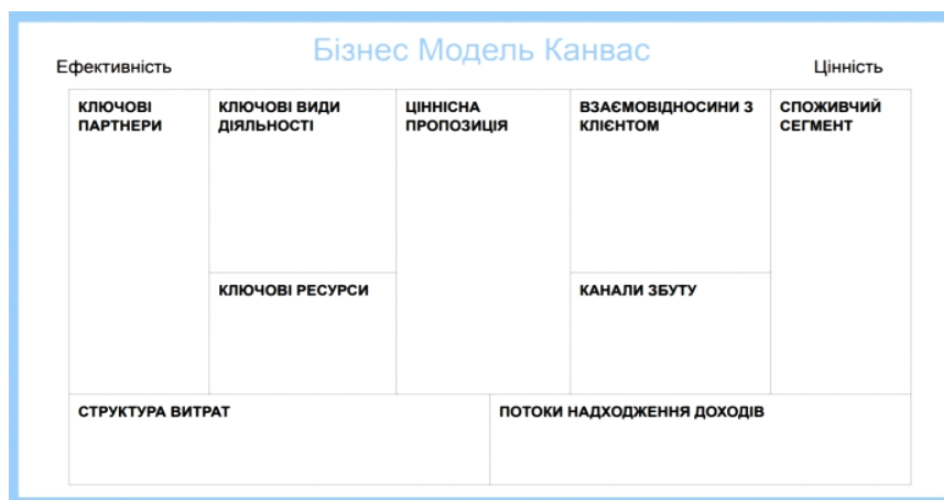 Бізнес Модель Канвас
Ефективність
Цінність
КЛЮЧОВІ
ПАРТНЕРИ
КЛЮЧОВІ ВИДИ
ДІЯЛЬНОСТІ
ЦІННІСНА
ПРОПОЗИЦІЯ
ВЗАЄМОВІДНОСИНИ З
КЛІЄНТОМ
СПОЖИВЧИЙ
СЕГМЕНТ
КЛЮЧОВІ РЕСУРСИ
КАНАЛИ ЗБУТУ
СТРУКТУРА ВИТРАТ
ПОТОКИ НАДХОДЖЕННЯ ДОХОДІВ